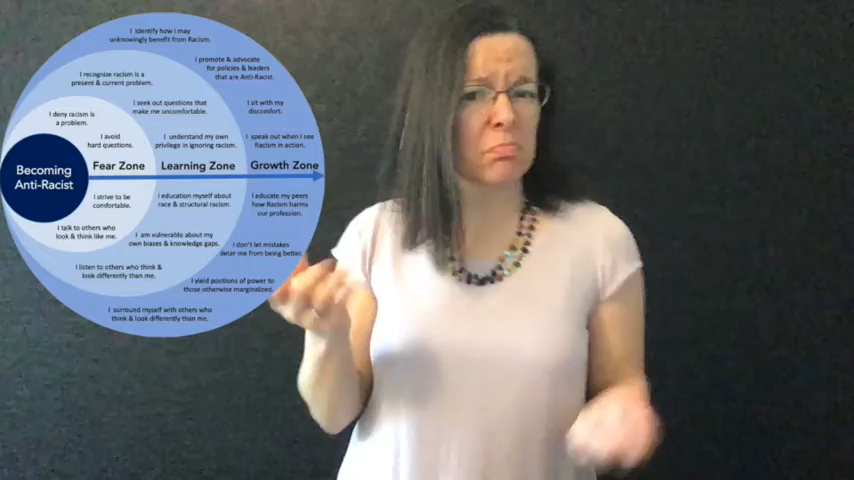 I identify how I may
unknowingly benefit from Racism.
I promote & advocate
for policies & leaders
that are Anti-Racist.
I recognize racism is a
present & current problem.
I seek out questions that
make me uncomfortable.
I sit with my
discomfort.
I deny racism is
a problem.
I avoid
hard questions.
I understand my own
privilege in ignoring racism.
I speak out when I see
Racism in action.
Becoming
Anti-Racist
Fear Zone
Learning Zone
Growth Zone
I strive to be
comfortable.
I education myself about
race & structural racism.
I educate my peers
how Racism harms
our profession.
I talk to others who
look & think like me.
I am vulnerable about my
own biases & knowledge gaps.
I don't let mistakes
deter me from being better.
I listen to others who think &
look differently than me.
I yield positions of power to
those otherwise marginalized.
I surround myself with others who
think & look differently than me.